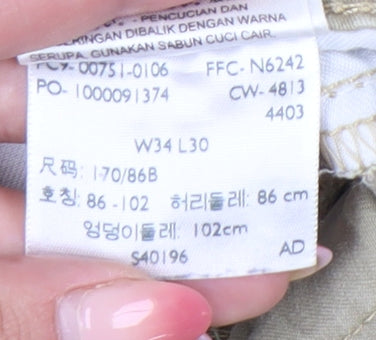 PENCUCIAN DAN
DIBALIK DENGAN WARNA
SERUPA. GUNAKAN SABUN CUCI CAIR.
PC9- 00751-0106 FFC- N6242
PO- 1000091374 CW- 4813
4403
W34 L30
尺码: 170/86B
호칭: 86 -102 허리둘레: 86 cm
엉덩이둘레: 102cm
S40196 AD